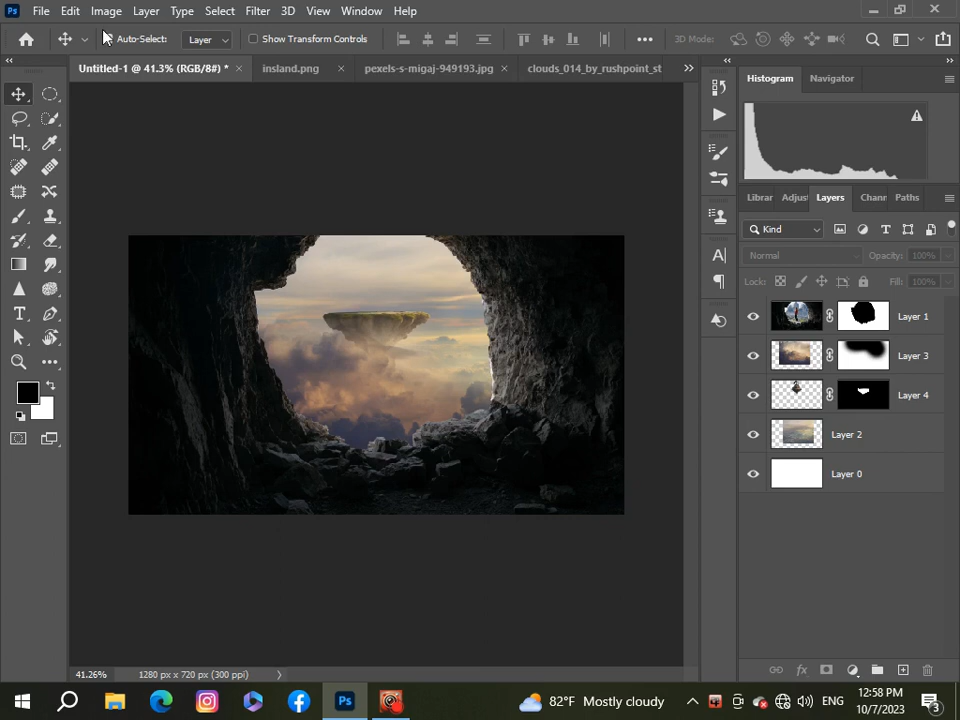 Ps File Edit Image Layer Type Select Filter 3D View Window Help
Auto-Select: Layer Show Transform Controls 3D Mode:
Untitled-1 @ 41.3% (RGB/8#) * insland.png pexels-s-migaj-949193.jpg clouds_014_by_rushpoint_st
Histogram Navigator
Librar Adjus Layers Chann Paths
Kind
Normal Opacity: 100%
Lock: Fill: 100%
Layer 1
Layer 3
Layer 4
Layer 2
Layer 0
41.26% 1280 px x 720 px (300 ppi)
Ps 82°F Mostly cloudy ENG 12:58 PM
10/7/2023 3